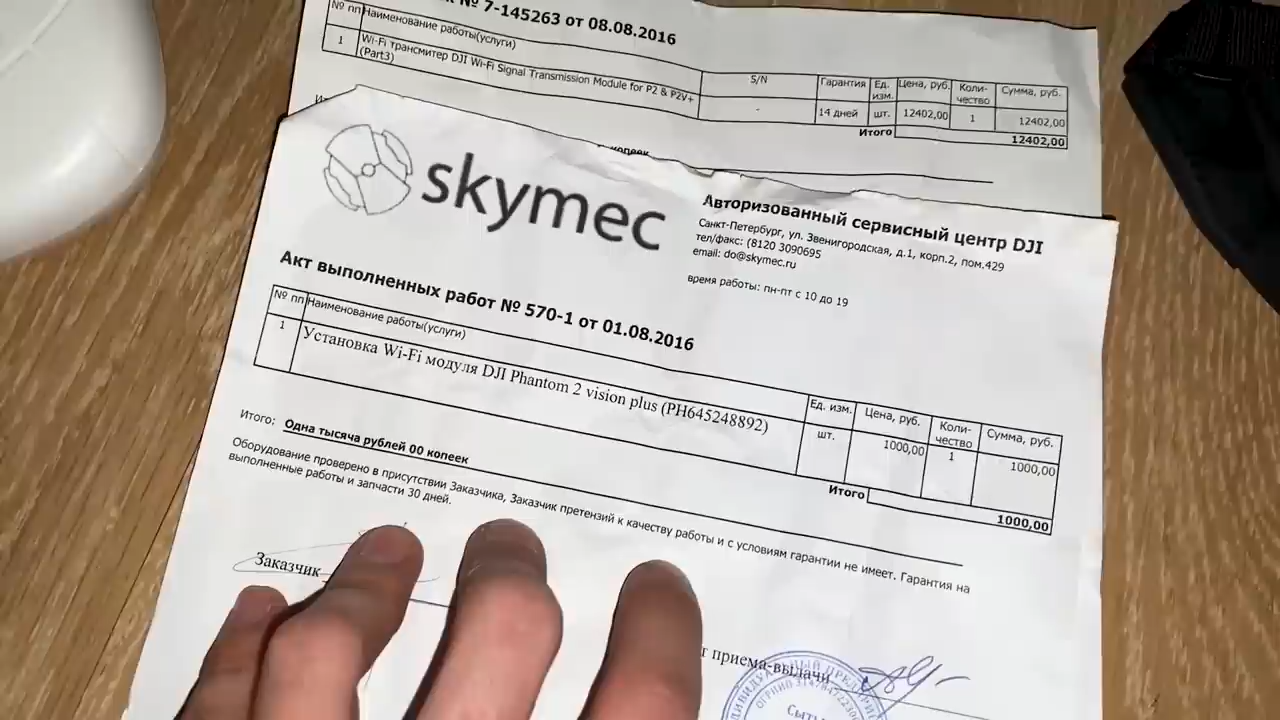 № 7-145263 от 08.08.2016
№ пп Наименование работы(услуги) S/N Гарантия Ед. изм. Цена, руб. Коли-чество Сумма, руб.
1 Wi-Fi трансмитер DJI Wi-Fi Signal Transmission Module for P2 & P2V+ (Part3) - 14 дней шт. 12402,00 1 12402,00
Итого 12402,00
копеек
skymec
Авторизованный сервисный центр DJI
Санкт-Петербург, ул. Звенигородская, д.1, корп.2, пом.429
тел/факс: (8120 3090695
email: do@skymec.ru
время работы: пн-пт с 10 до 19
Акт выполненных работ № 570-1 от 01.08.2016
№ пп Наименование работы(услуги) Ед. изм. Цена, руб. Коли-чество Сумма, руб.
1 Установка Wi-Fi модуля DJI Phantom 2 vision plus (PH645248892) шт. 1000,00 1 1000,00
Итого 1000,00
Итого: Одна тысяча рублей 00 копеек
Оборудование проверено в присутствии Заказчика, Заказчик претензий к качеству работы и с условиям гарантии не имеет. Гарантия на
выполненные работы и запчасти 30 дней.
Заказчик
т приема-выдачи